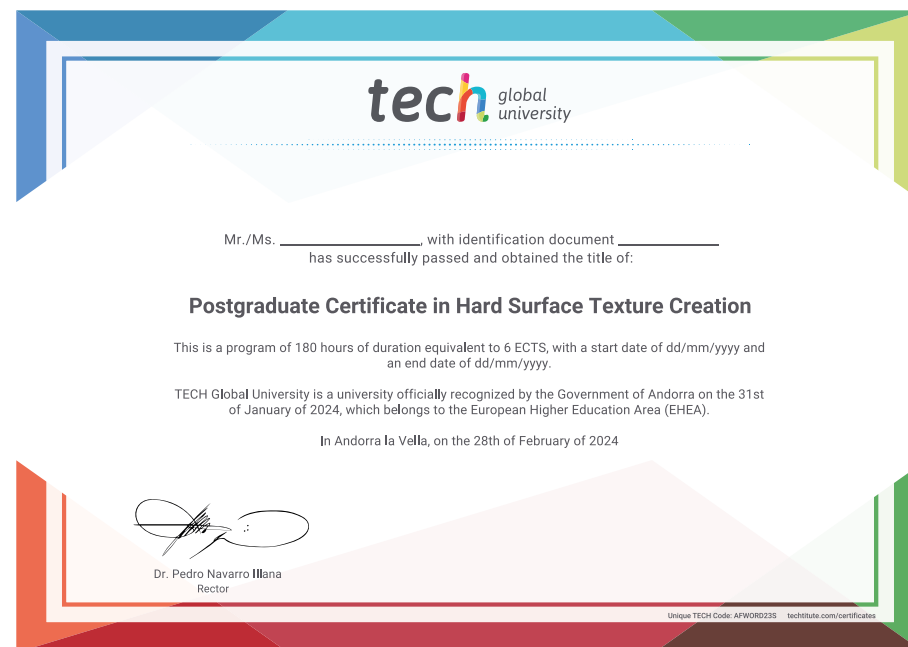 tech global
university
Mr./Ms. ____________, with identification document ____________
has successfully passed and obtained the title of:
Postgraduate Certificate in Hard Surface Texture Creation
This is a program of 180 hours of duration equivalent to 6 ECTS, with a start date of dd/mm/yyyy and
an end date of dd/mm/yyyy.
TECH Global University is a university officially recognized by the Government of Andorra on the 31st
of January of 2024, which belongs to the European Higher Education Area (EHEA).
In Andorra la Vella, on the 28th of February of 2024
Dr. Pedro Navarro Illana
Rector
Unique TECH Code: AFWORD23S techtitute.com/certificates